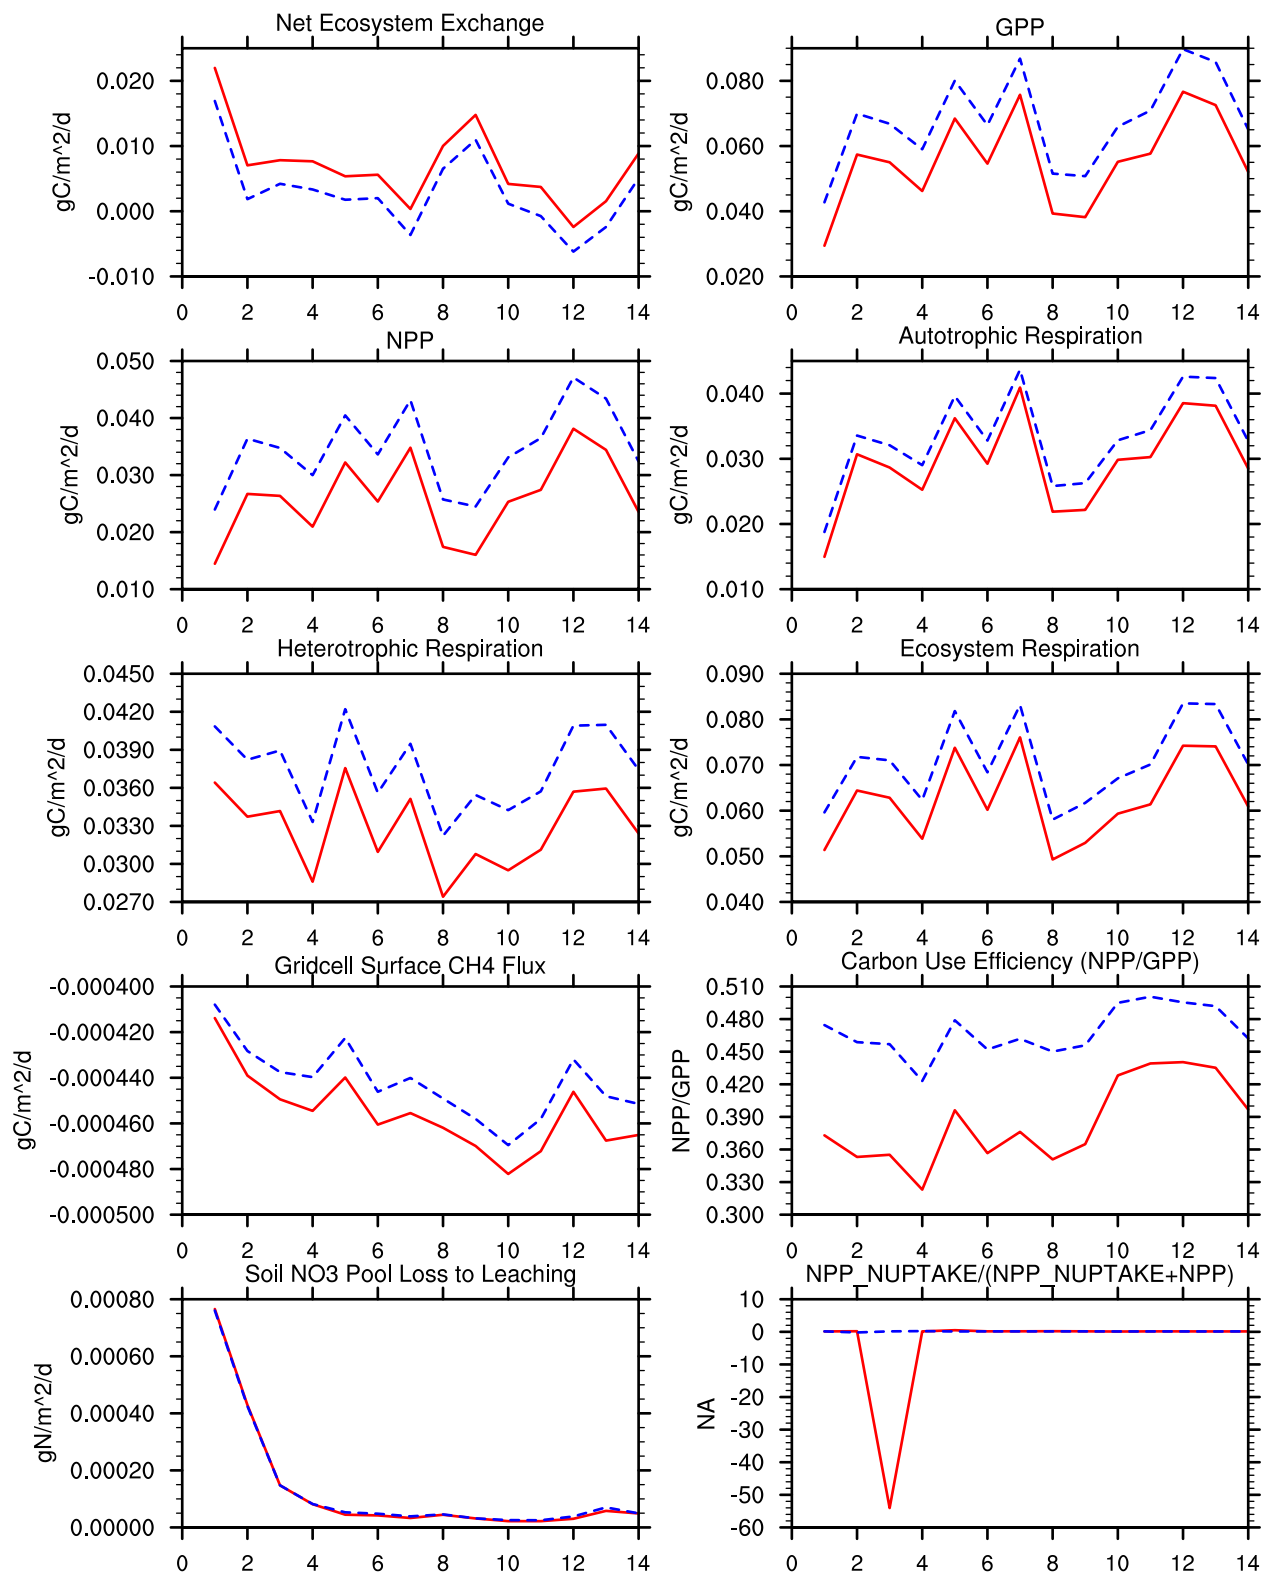 Net Ecosystem Exchange
gC/m^2/d
0.020
0.010
0.000
-0.010
0 2 4 6 8 10 12 14
GPP
gC/m^2/d
0.080
0.060
0.040
0.020
0 2 4 6 8 10 12 14
NPP
gC/m^2/d
0.050
0.040
0.030
0.020
0.010
0 2 4 6 8 10 12 14
Autotrophic Respiration
gC/m^2/d
0.040
0.030
0.020
0.010
0 2 4 6 8 10 12 14
Heterotrophic Respiration
gC/m^2/d
0.0450
0.0420
0.0390
0.0360
0.0330
0.0300
0.0270
0 2 4 6 8 10 12 14
Ecosystem Respiration
gC/m^2/d
0.090
0.080
0.070
0.060
0.050
0.040
0 2 4 6 8 10 12 14
Gridcell Surface CH4 Flux
gC/m^2/d
-0.000400
-0.000420
-0.000440
-0.000460
-0.000480
-0.000500
0 2 4 6 8 10 12 14
Carbon Use Efficiency (NPP/GPP)
NPP/GPP
0.510
0.480
0.450
0.420
0.390
0.360
0.330
0.300
0 2 4 6 8 10 12 14
Soil NO3 Pool Loss to Leaching
gN/m^2/d
0.00080
0.00060
0.00040
0.00020
0.00000
0 2 4 6 8 10 12 14
NPP_NUPTAKE/(NPP_NUPTAKE+NPP)
NA
10
0
-10
-20
-30
-40
-50
-60
0 2 4 6 8 10 12 14